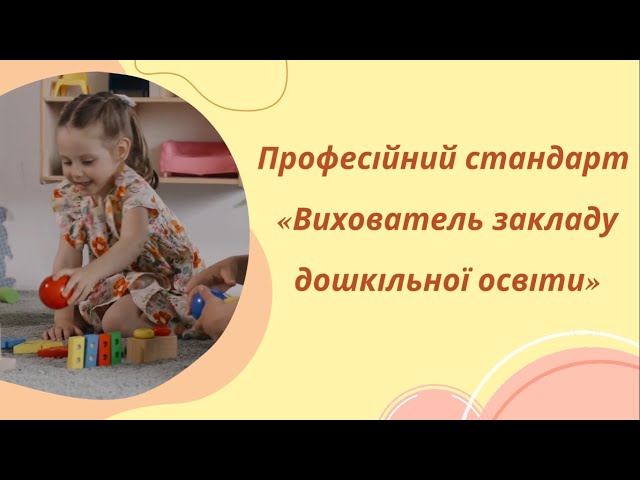 Професійний стандарт
«Вихователь закладу
дошкільної освіти»